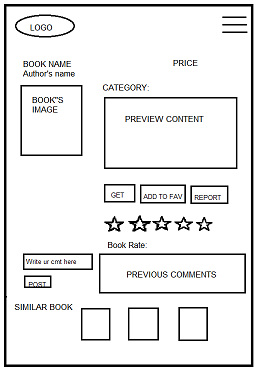 LOGO
BOOK NAME
PRICE
Author's name
CATEGORY:
BOOK"S
IMAGE
PREVIEW CONTENT
GET
ADD TO FAV
REPORT
Book Rate:
Write ur cmt here
PREVIOUS COMMENTS
POST
SIMILAR BOOK